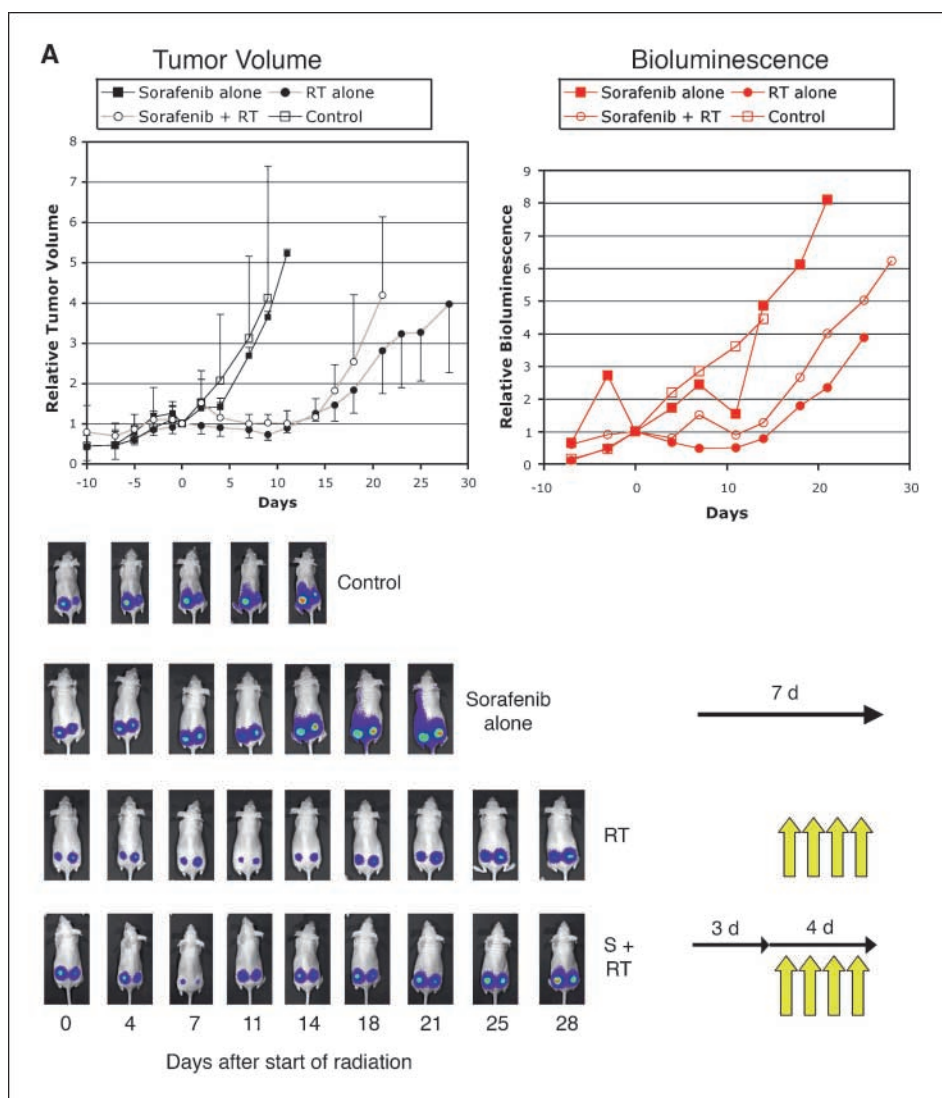 A
Tumor Volume
Sorafenib alone
RT alone
Sorafenib + RT
Control
8
7
6
5
4
3
2
1
0
Relative Tumor Volume
-10 -5 0 5 10 15 20 25 30
Days
Bioluminescence
Sorafenib alone
RT alone
Sorafenib + RT
Control
9
8
7
6
5
4
3
2
1
0
Relative Bioluminescence
-10 0 10 20 30
Days
Control
Sorafenib
alone
7 d
RT
S +
RT
3 d
4 d
0 4 7 11 14 18 21 25 28
Days after start of radiation